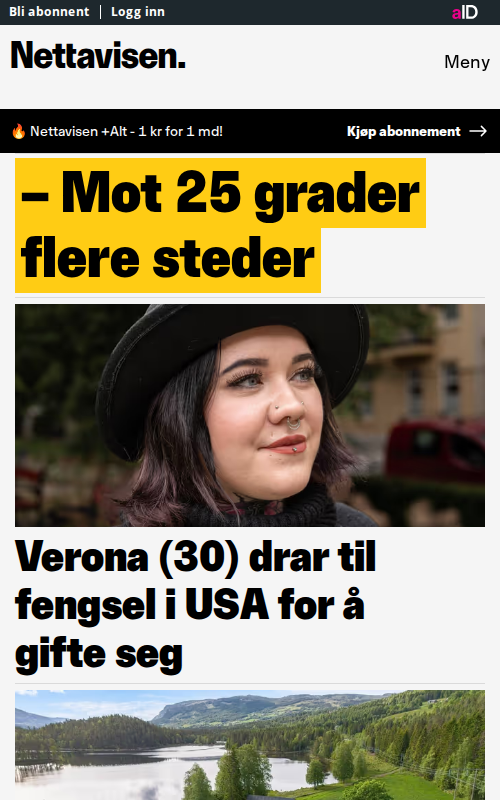 Bli abonnent | Logg inn
aID
Nettavisen.
Meny
🔥 Nettavisen +Alt - 1 kr for 1 md!
Kjøp abonnement →
– Mot 25 grader
flere steder
Verona (30) drar til
fengsel i USA for å
gifte seg